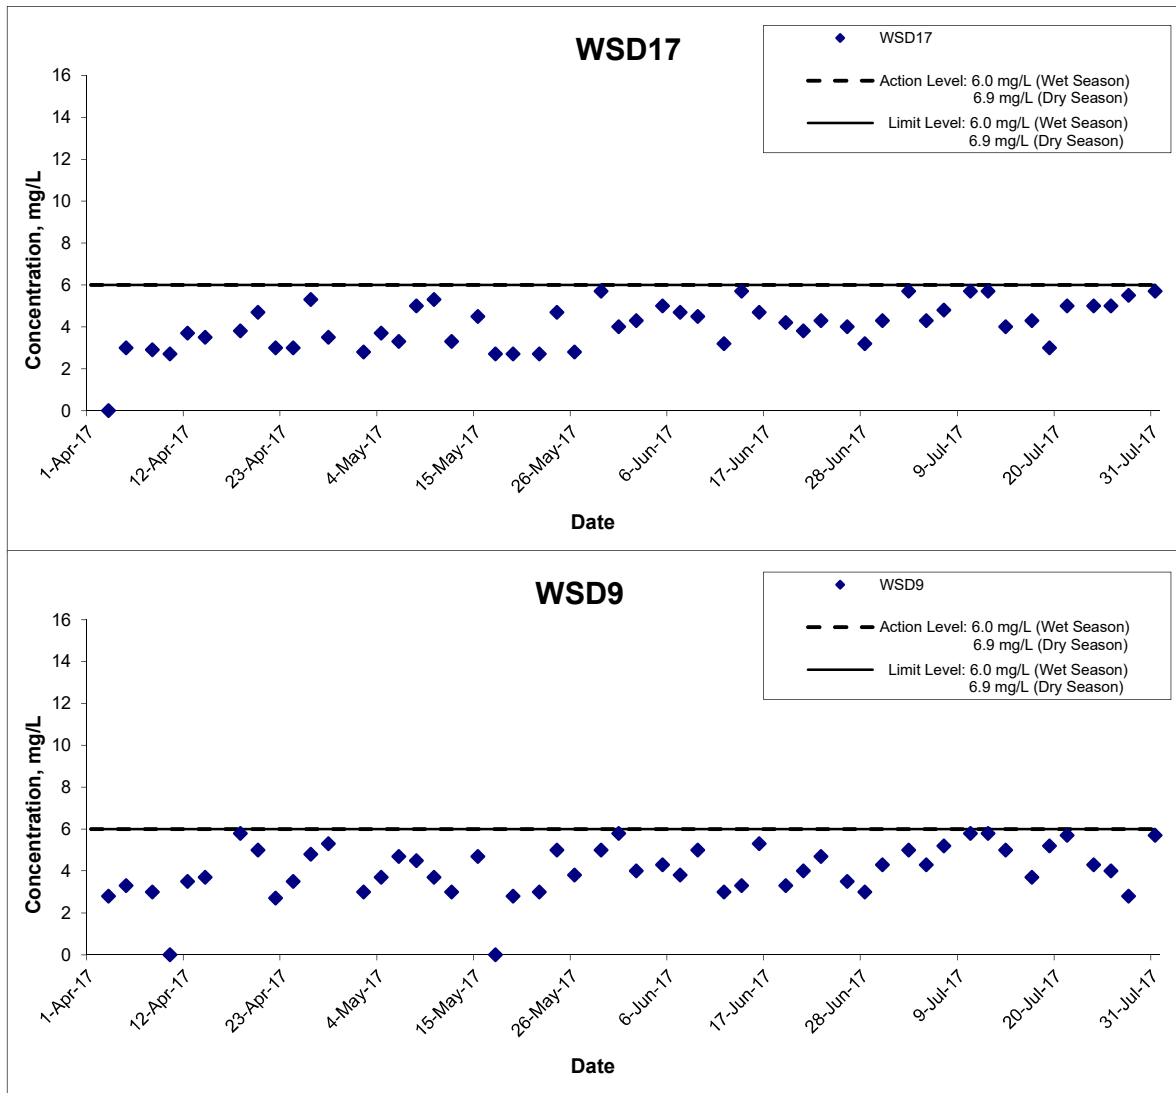 WSD17
WSD17
Action Level: 6.0 mg/L (Wet Season)
6.9 mg/L (Dry Season)
Limit Level: 6.0 mg/L (Wet Season)
6.9 mg/L (Dry Season)
Concentration, mg/L
16
14
12
10
8
6
4
2
0
1-Apr-17
12-Apr-17
23-Apr-17
4-May-17
15-May-17
26-May-17
6-Jun-17
17-Jun-17
28-Jun-17
9-Jul-17
20-Jul-17
31-Jul-17
Date
WSD9
WSD9
Action Level: 6.0 mg/L (Wet Season)
6.9 mg/L (Dry Season)
Limit Level: 6.0 mg/L (Wet Season)
6.9 mg/L (Dry Season)
Concentration, mg/L
16
14
12
10
8
6
4
2
0
1-Apr-17
12-Apr-17
23-Apr-17
4-May-17
15-May-17
26-May-17
6-Jun-17
17-Jun-17
28-Jun-17
9-Jul-17
20-Jul-17
31-Jul-17
Date